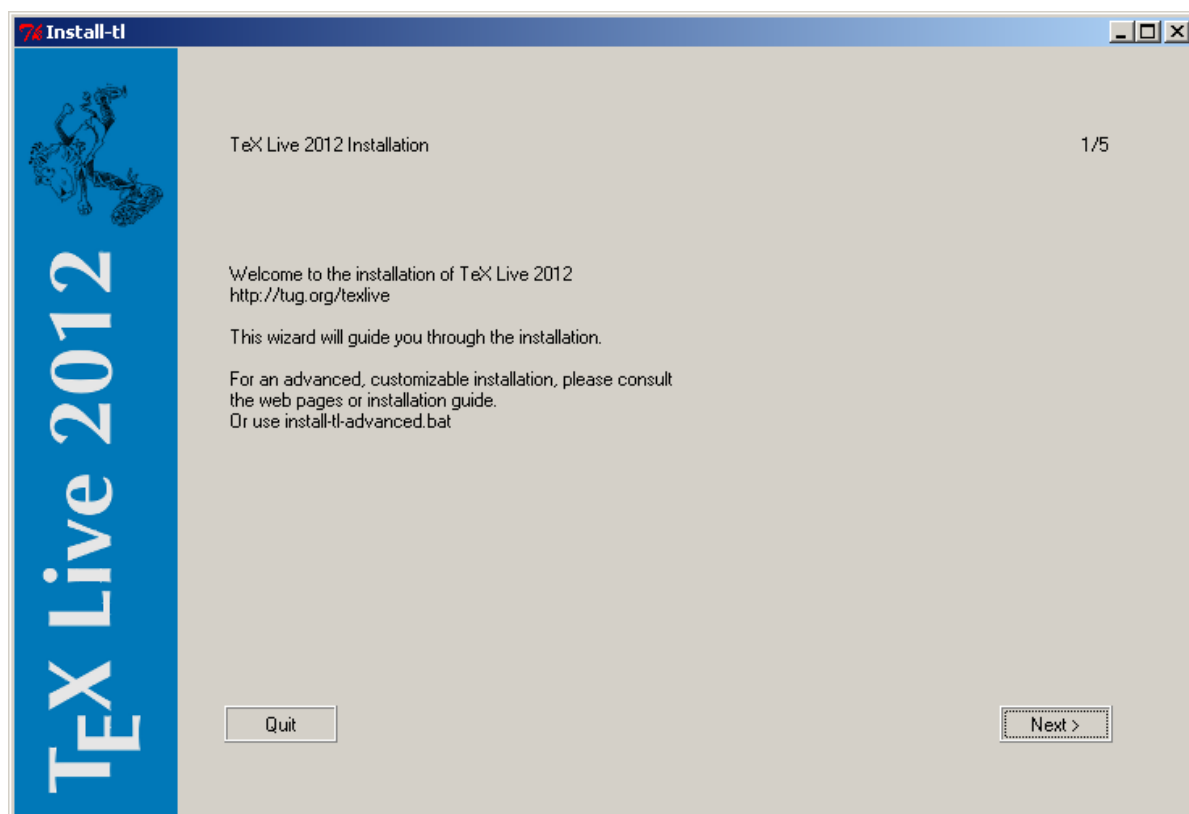 Install-tl
TeX Live 2012 Installation
1/5
Welcome to the installation of TeX Live 2012
http://tug.org/texlive
This wizard will guide you through the installation.
For an advanced, customizable installation, please consult
the web pages or installation guide.
Or use install-tl-advanced.bat
Quit
Next >
TEX Live 2012